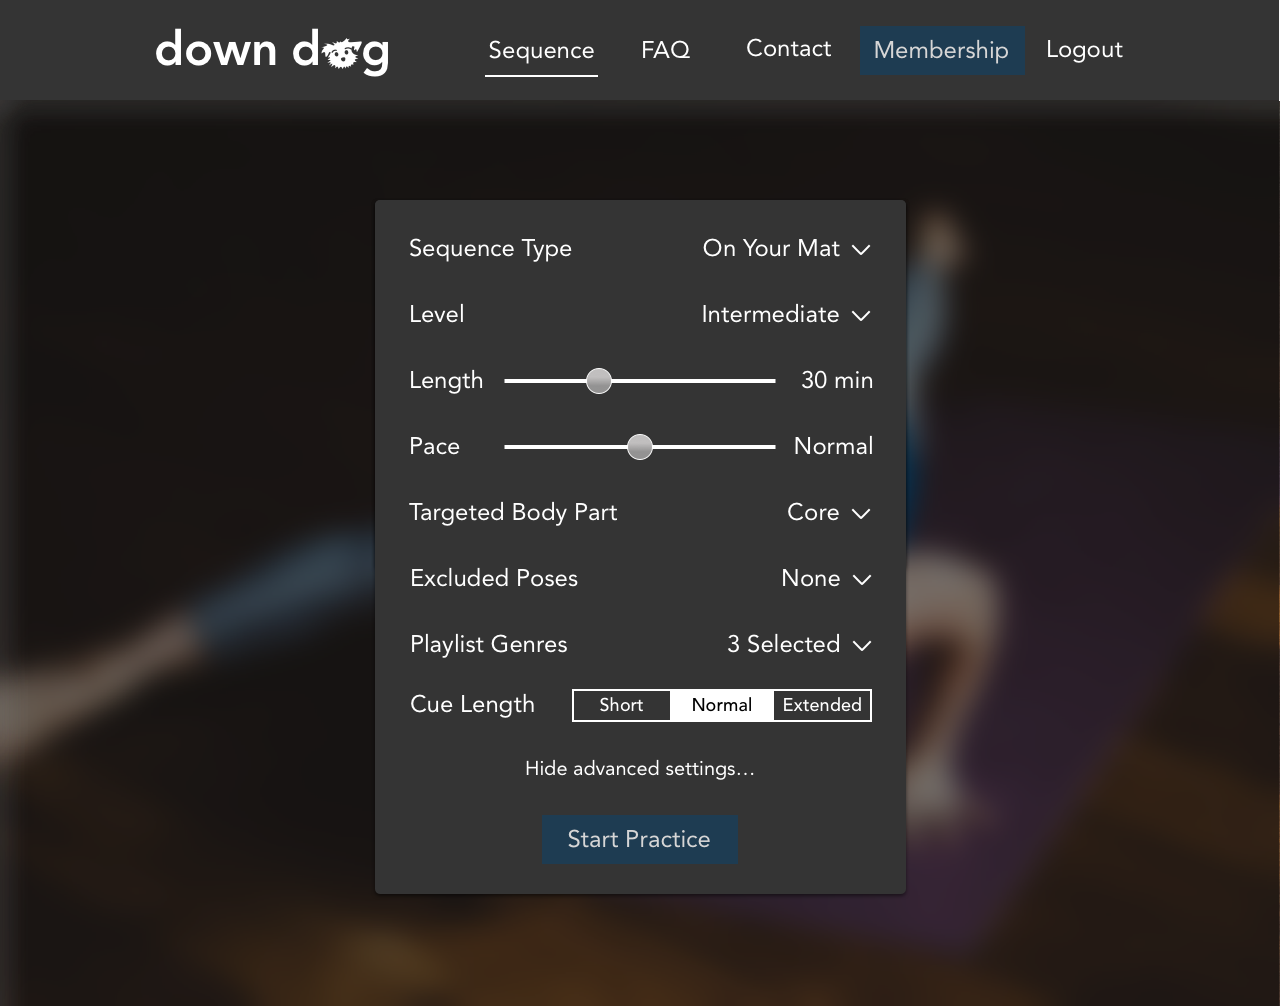 down dog
Sequence FAQ Contact Membership Logout
Sequence Type On Your Mat
Level Intermediate
Length 30 min
Pace Normal
Targeted Body Part Core
Excluded Poses None
Playlist Genres 3 Selected
Cue Length Short Normal Extended
Hide advanced settings...
Start Practice